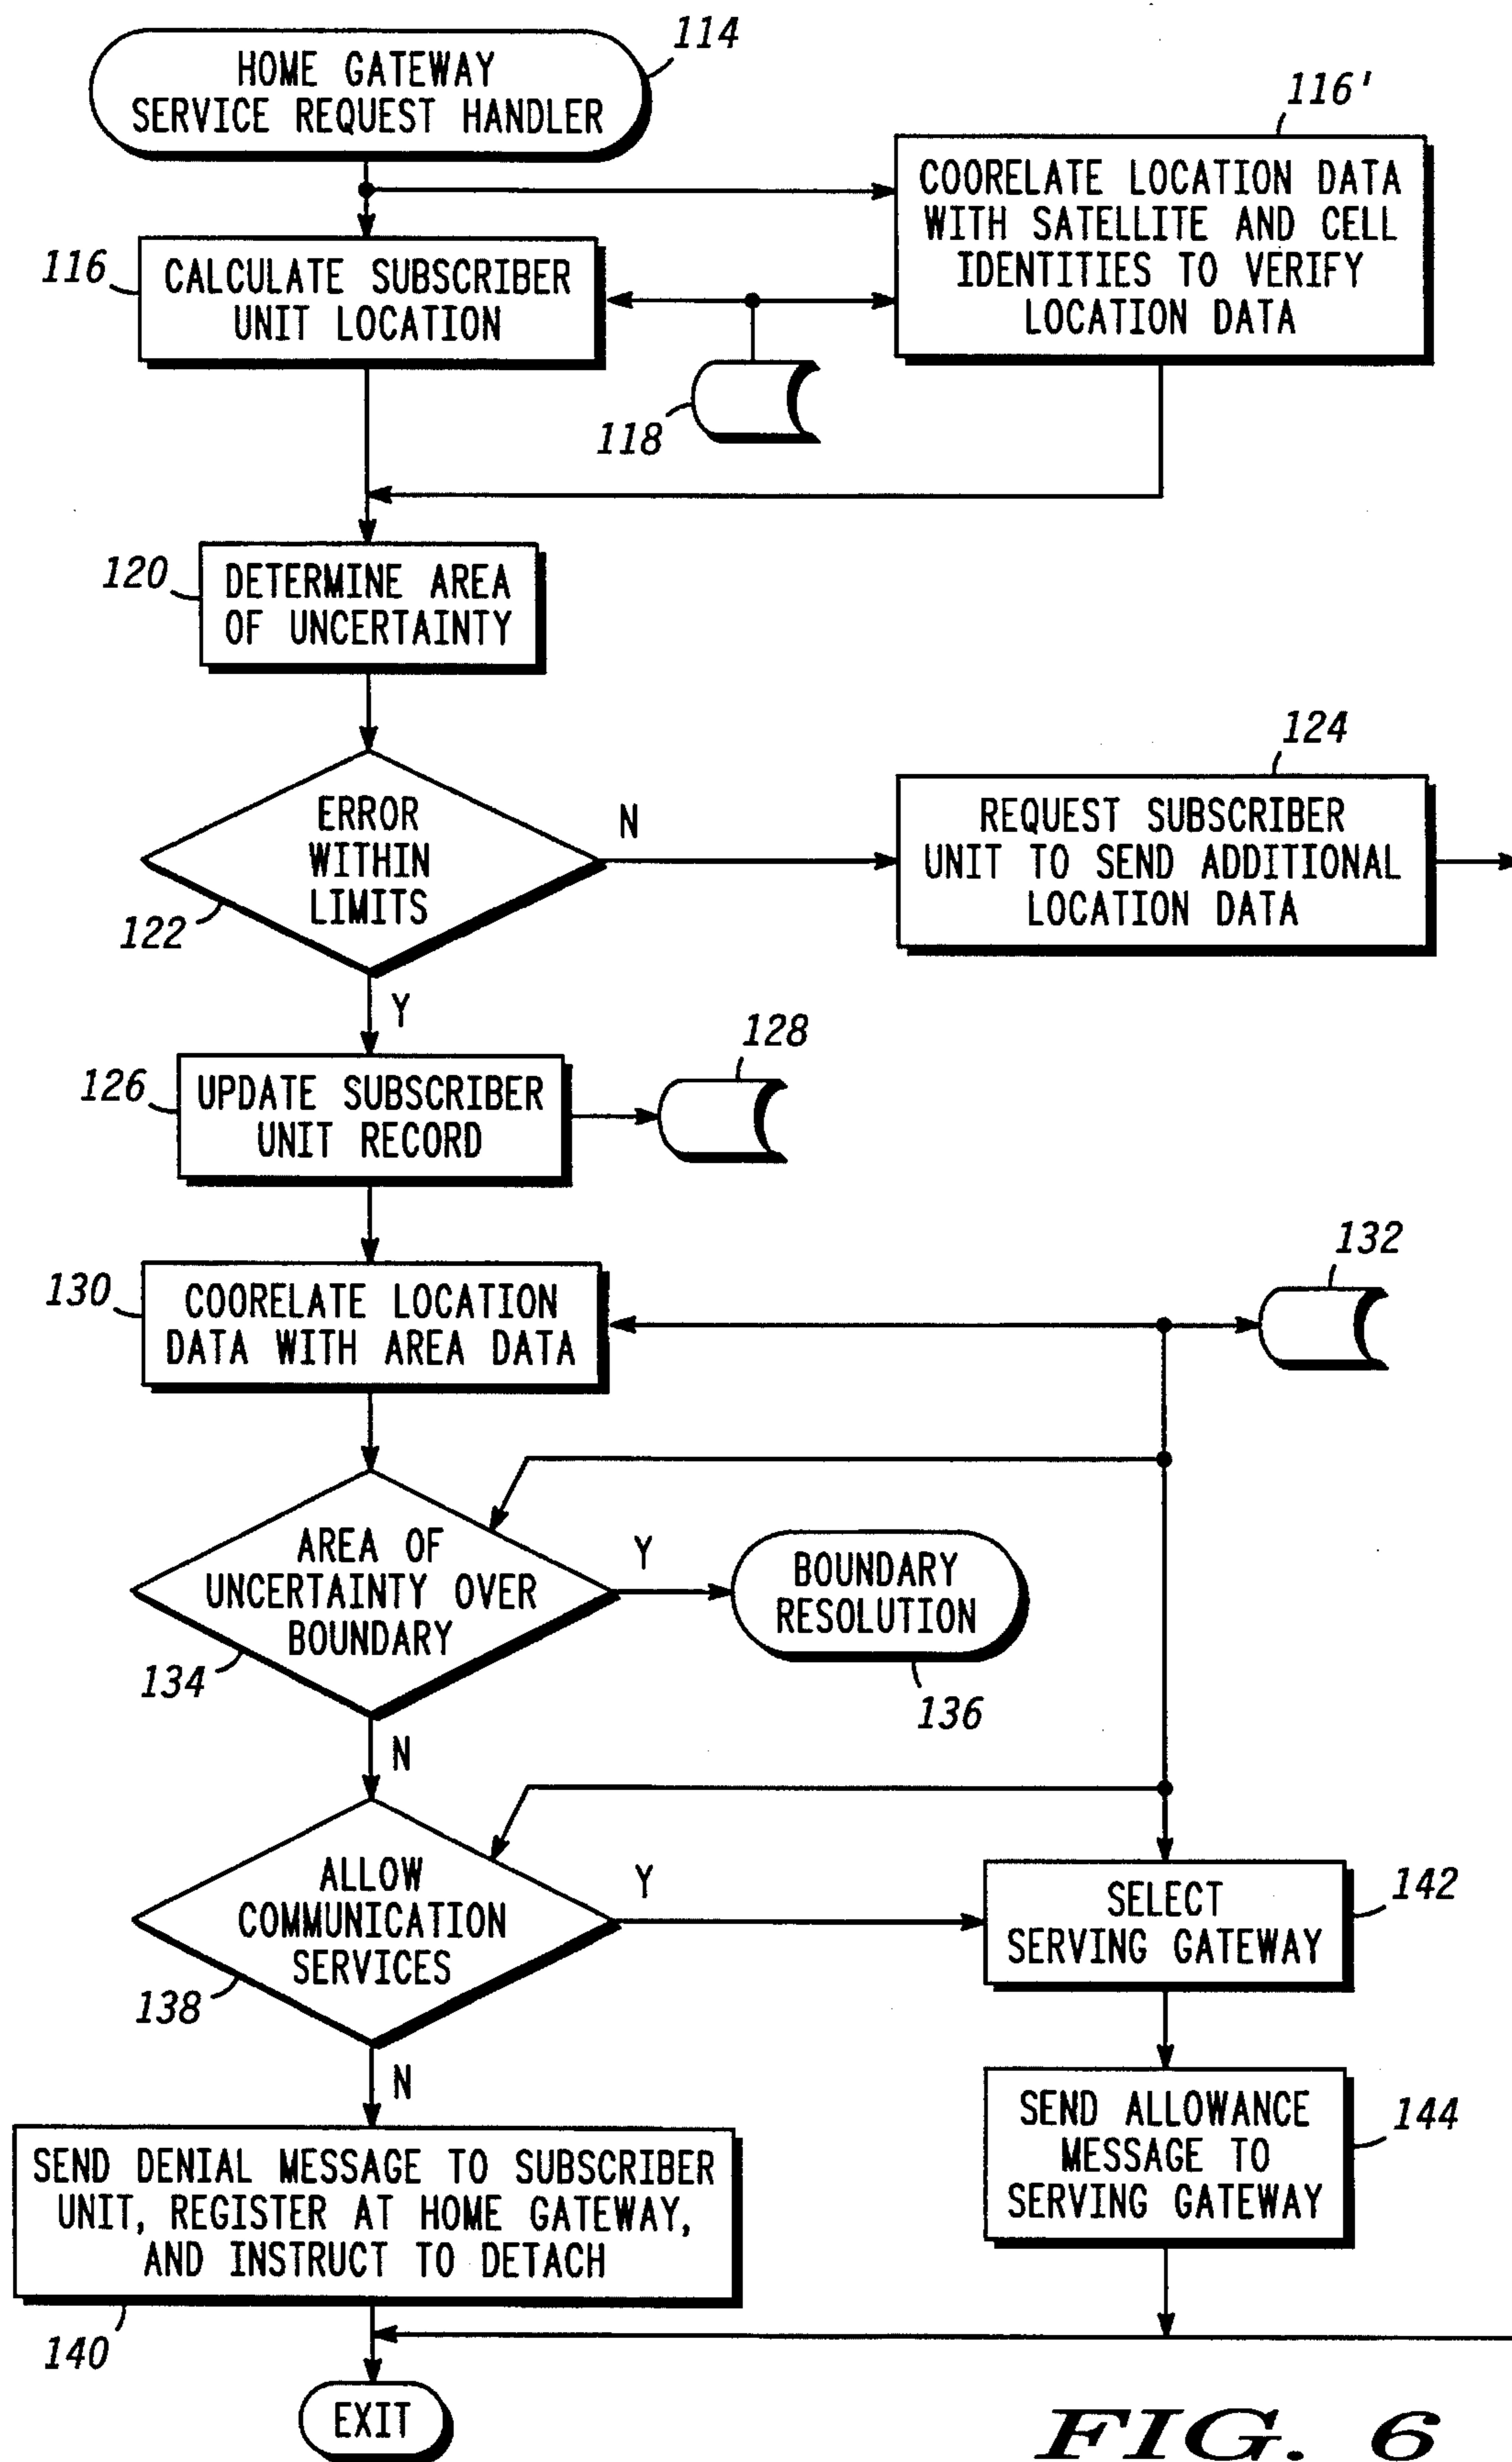 HOME GATEWAY
SERVICE REQUEST HANDLER
114
116'
COORELATE LOCATION DATA
WITH SATELLITE AND CELL
IDENTITIES TO VERIFY
LOCATION DATA
116
CALCULATE SUBSCRIBER
UNIT LOCATION
118
120
DETERMINE AREA
OF UNCERTAINTY
ERROR
WITHIN
LIMITS
122
N
124
REQUEST SUBSCRIBER
UNIT TO SEND ADDITIONAL
LOCATION DATA
Y
126
UPDATE SUBSCRIBER
UNIT RECORD
128
130
COORELATE LOCATION
DATA WITH AREA DATA
132
AREA OF
UNCERTAINTY OVER
BOUNDARY
134
Y
BOUNDARY
RESOLUTION
136
N
ALLOW
COMMUNICATION
SERVICES
138
Y
SELECT
SERVING GATEWAY
142
N
SEND ALLOWANCE
MESSAGE TO
SERVING GATEWAY
144
SEND DENIAL MESSAGE TO SUBSCRIBER
UNIT, REGISTER AT HOME GATEWAY,
AND INSTRUCT TO DETACH
140
EXIT
FIG. 6